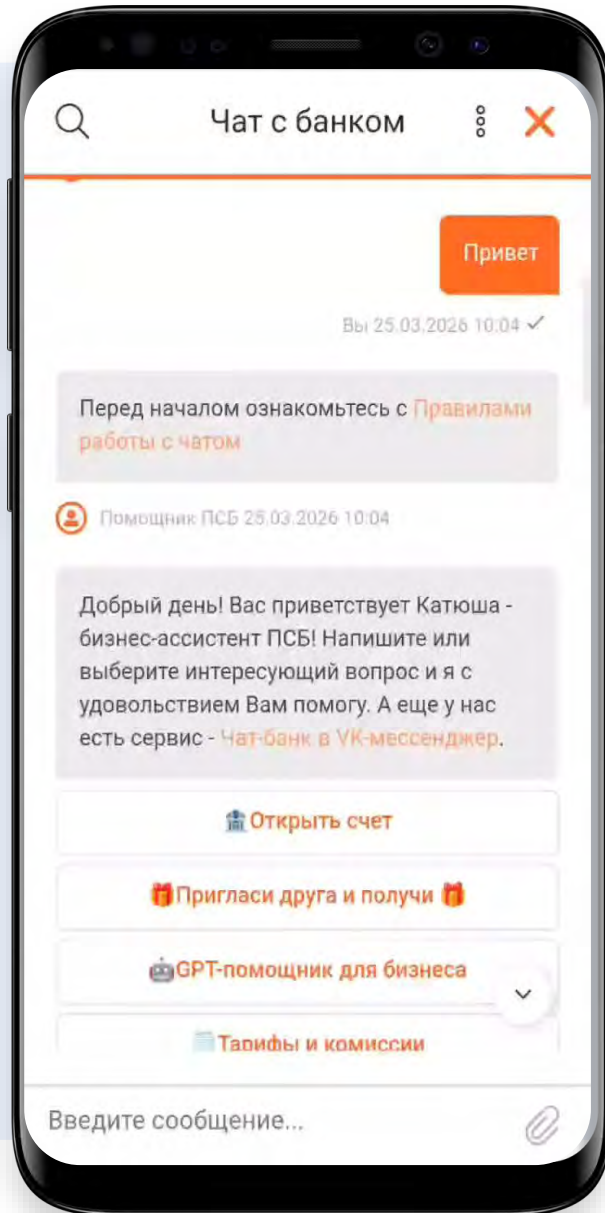 Чат с банком
Привет
Вы 25.03.2026 10:04
Перед началом ознакомьтесь с Правилами
работы с чатом
Помощник ПСБ 25.03.2026 10:04
Добрый день! Вас приветствует Катюша -
бизнес-ассистент ПСБ! Напишите или
выберите интересующий вопрос и я с
удовольствием Вам помогу. А еще у нас
есть сервис - Чат-банк в VK-мессенджер.
Открыть счет
Пригласи друга и получи
GPT-помощник для бизнеса
Тарифы и комиссии
Введите сообщение...